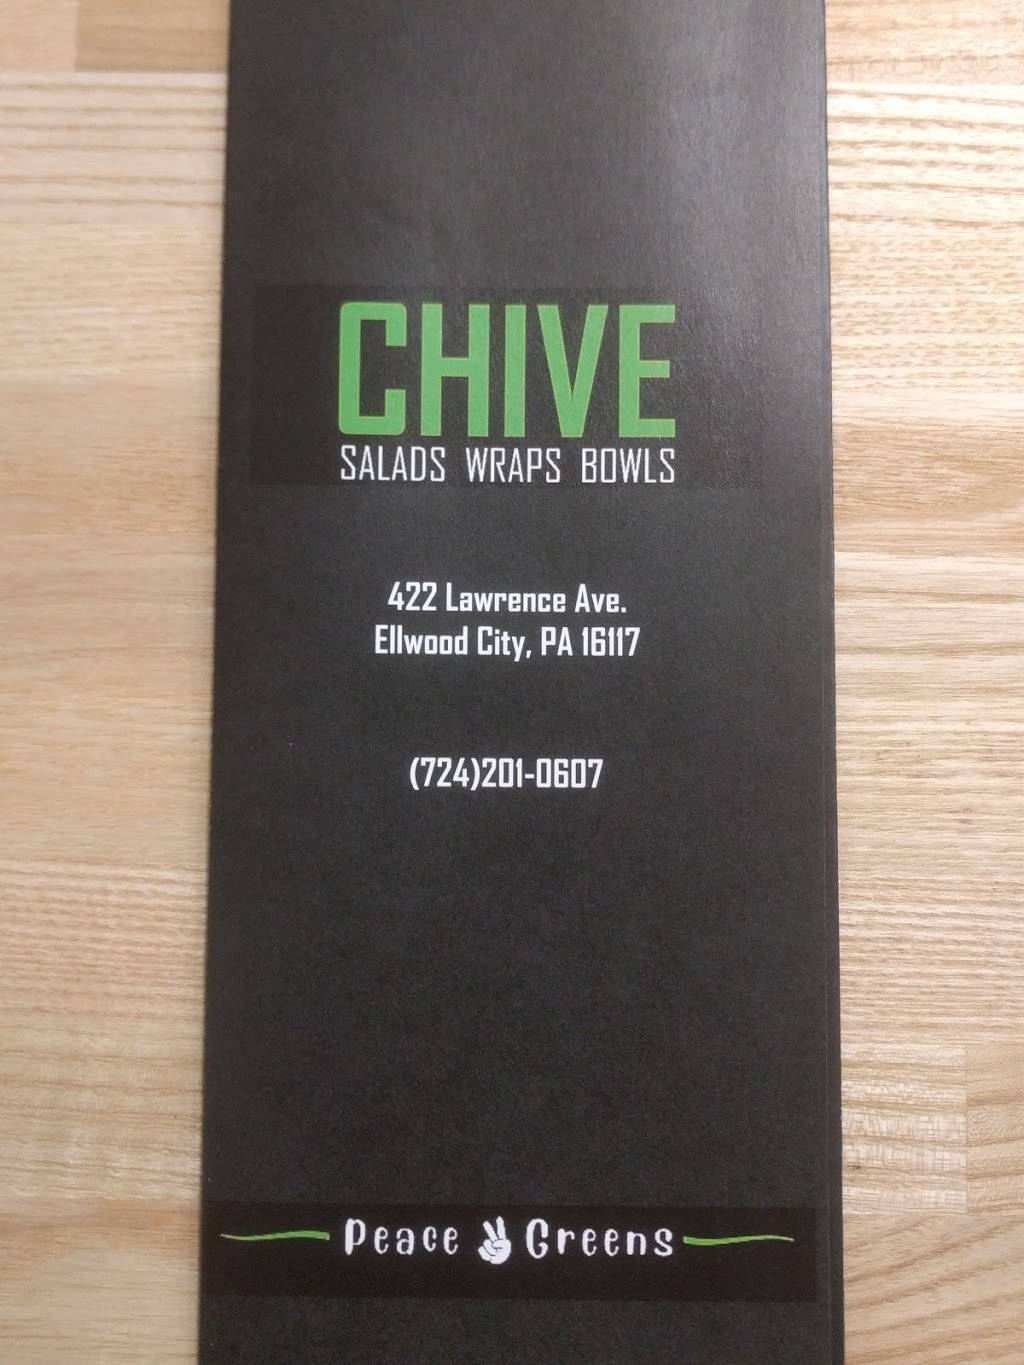 CHIVE
SALADS WRAPS BOWLS
422 Lawrence Ave.
Ellwood City, PA 16117
(724)201-0607
Peace Greens